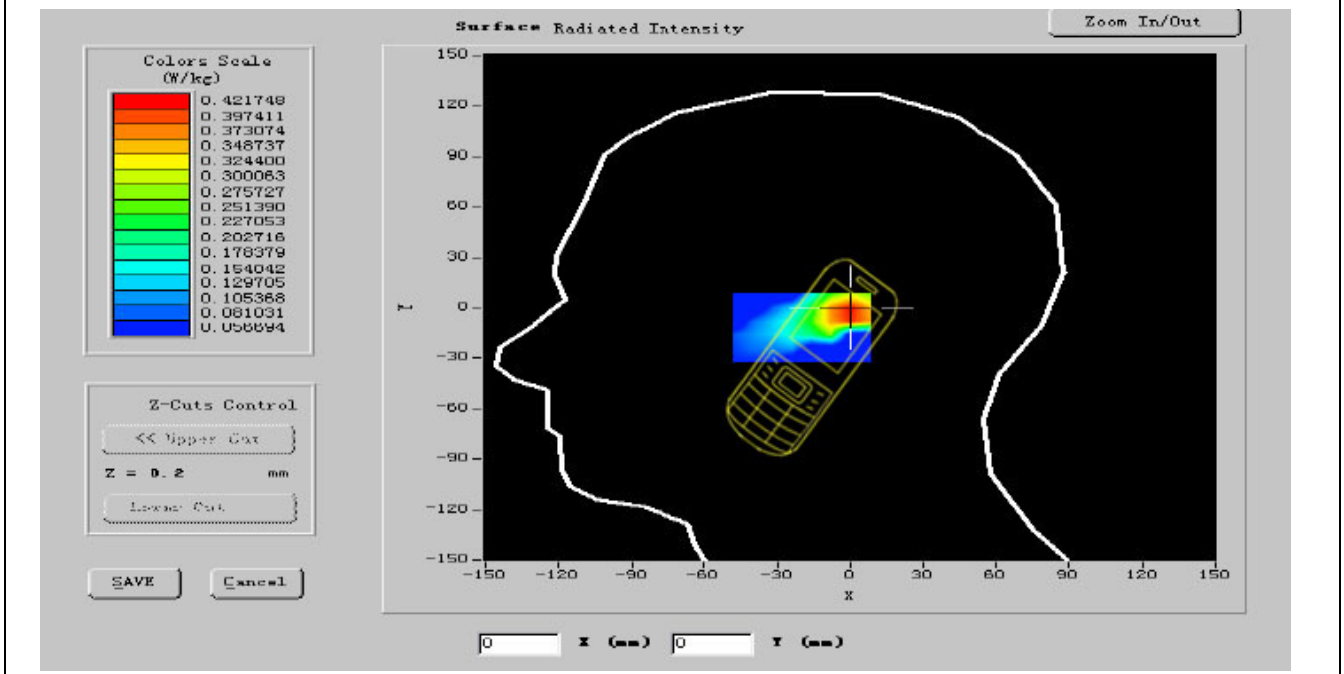 Surface Radiated Intensity
Zoom In/Out
Colors Scale
(W/kg)
0.421748
0.397411
0.373074
0.348737
0.324400
0.300063
0.275727
0.251390
0.227053
0.202716
0.178379
0.154042
0.129705
0.105368
0.081031
0.056694
Z-Cuts Control
<< Upper Cut
Z = 0.2 mm
Lower Cut
SAVE
Cancel
150
120
90
60
30
0
-30
-60
-90
-120
-150
Y
-150 -120 -90 -60 -30 0 30 60 90 120 150
X
0 X (mm) 0 Y (mm)